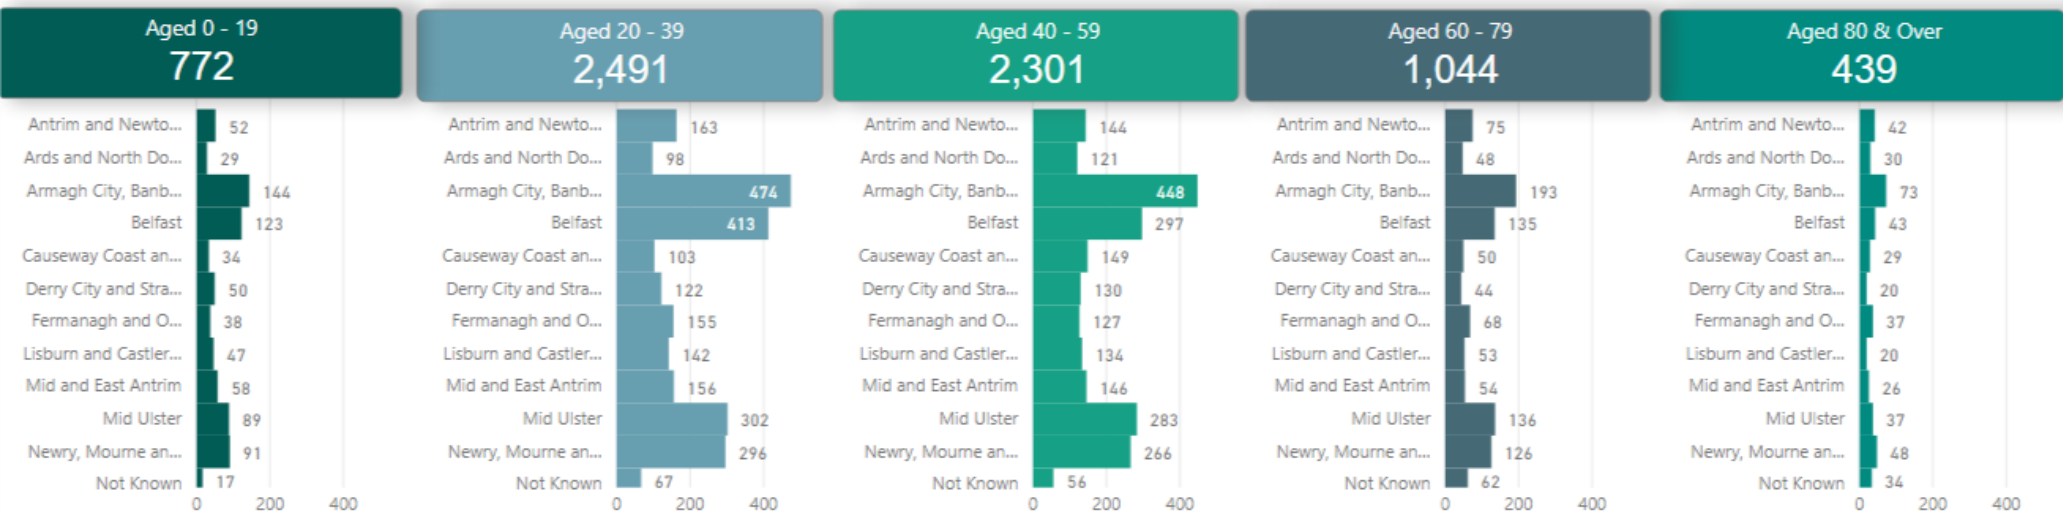 Aged 0 - 19
772
Antrim and Newto... 52
Ards and North Do... 29
Armagh City, Banb... 144
Belfast 123
Causeway Coast an... 34
Derry City and Stra... 50
Fermanagh and O... 38
Lisburn and Castler... 47
Mid and East Antrim 58
Mid Ulster 89
Newry, Mourne an... 91
Not Known 17
0 200 400
Aged 20 - 39
2,491
Antrim and Newto... 163
Ards and North Do... 98
Armagh City, Banb... 474
Belfast 413
Causeway Coast an... 103
Derry City and Stra... 122
Fermanagh and O... 155
Lisburn and Castler... 142
Mid and East Antrim 156
Mid Ulster 302
Newry, Mourne an... 296
Not Known 67
0 200 400
Aged 40 - 59
2,301
Antrim and Newto... 144
Ards and North Do... 121
Armagh City, Banb... 448
Belfast 297
Causeway Coast an... 149
Derry City and Stra... 130
Fermanagh and O... 127
Lisburn and Castler... 134
Mid and East Antrim 146
Mid Ulster 283
Newry, Mourne an... 266
Not Known 56
0 200 400
Aged 60 - 79
1,044
Antrim and Newto... 75
Ards and North Do... 48
Armagh City, Banb... 193
Belfast 135
Causeway Coast an... 50
Derry City and Stra... 44
Fermanagh and O... 68
Lisburn and Castler... 53
Mid and East Antrim 54
Mid Ulster 136
Newry, Mourne an... 126
Not Known 62
0 200 400
Aged 80 & Over
439
Antrim and Newto... 42
Ards and North Do... 30
Armagh City, Banb... 73
Belfast 43
Causeway Coast an... 29
Derry City and Stra... 20
Fermanagh and O... 37
Lisburn and Castler... 20
Mid and East Antrim 26
Mid Ulster 37
Newry, Mourne an... 48
Not Known 34
0 200 400